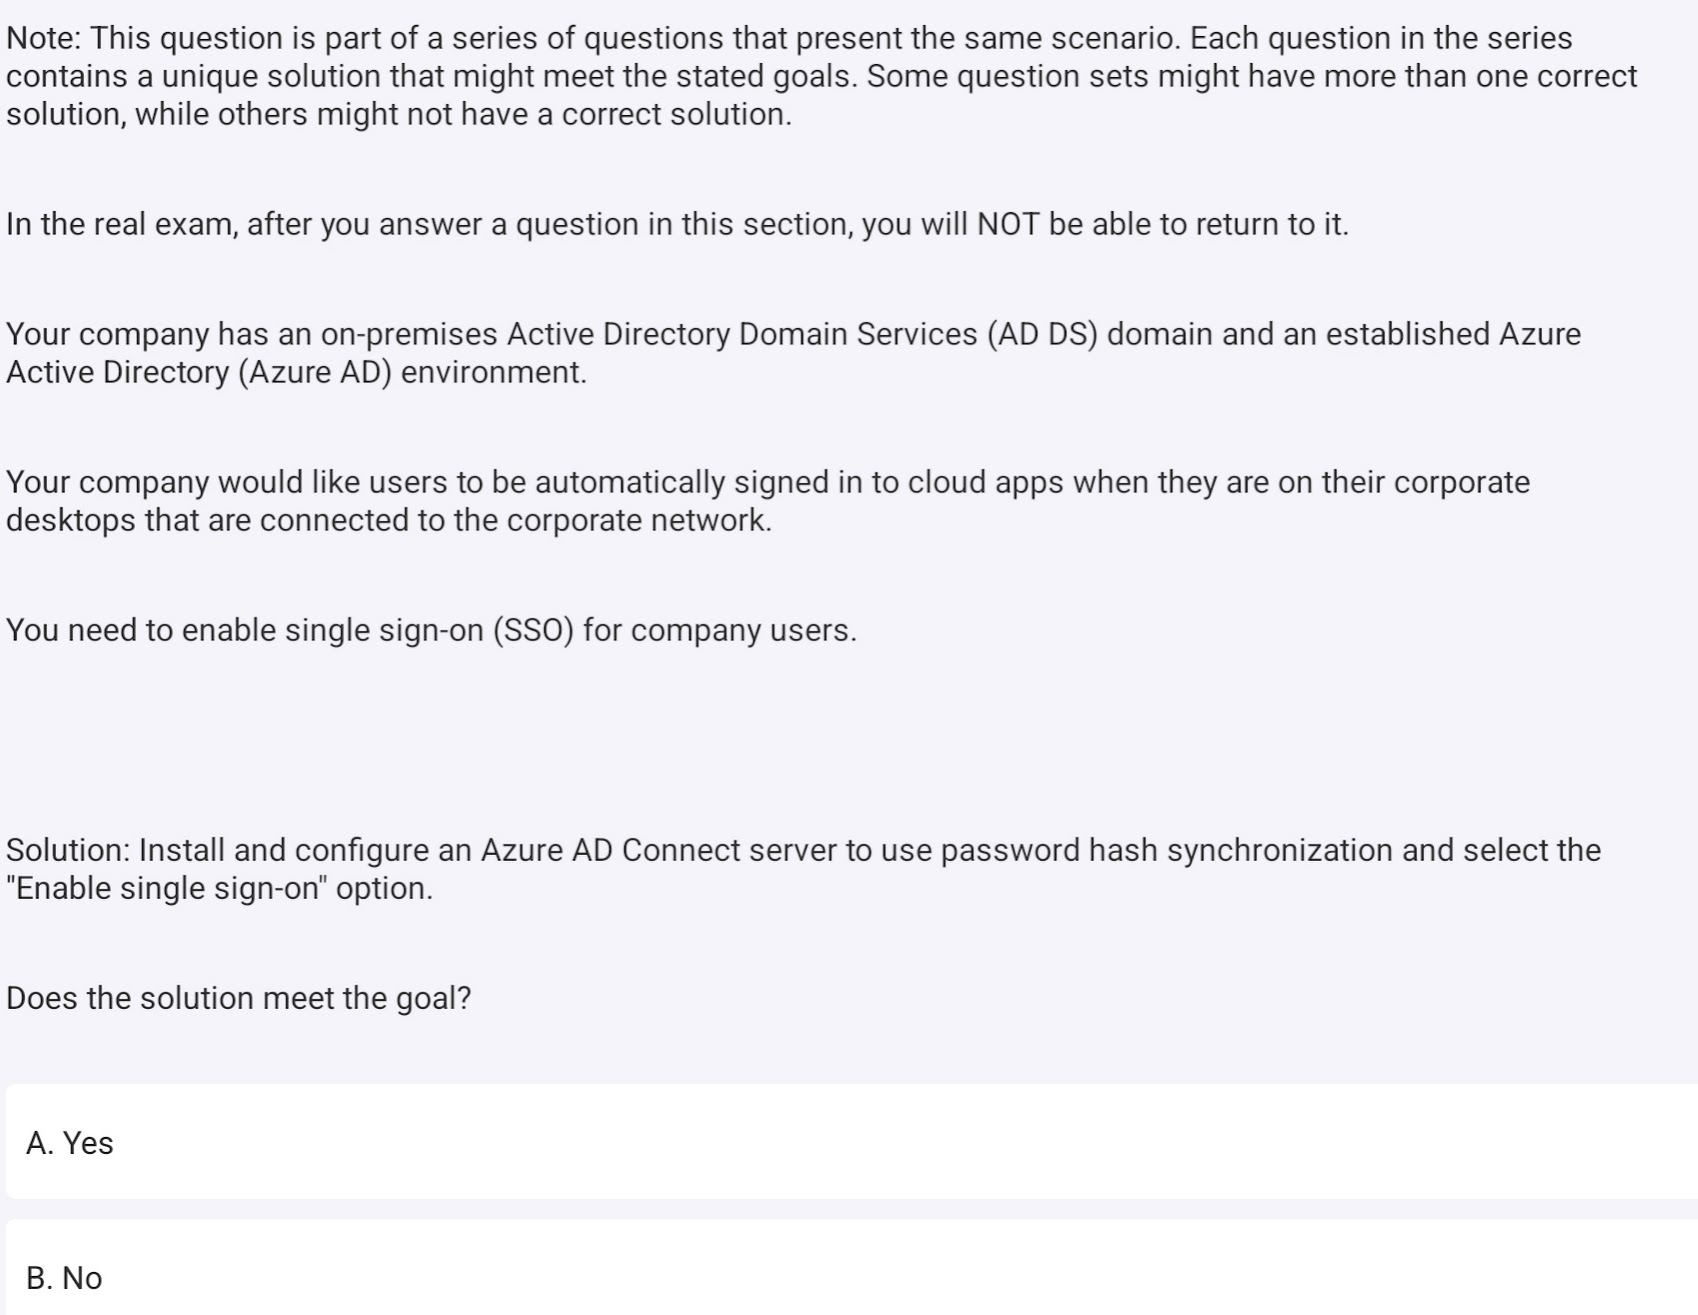 Note: This question is part of a series of questions that present the same scenario. Each question in the series
contains a unique solution that might meet the stated goals. Some question sets might have more than one correct
solution, while others might not have a correct solution.
In the real exam, after you answer a question in this section, you will NOT be able to return to it.
Your company has an on-premises Active Directory Domain Services (AD DS) domain and an established Azure
Active Directory (Azure AD) environment.
Your company would like users to be automatically signed in to cloud apps when they are on their corporate
desktops that are connected to the corporate network.
You need to enable single sign-on (SSO) for company users.
Solution: Install and configure an Azure AD Connect server to use password hash synchronization and select the
"Enable single sign-on" option.
Does the solution meet the goal?
A. Yes
B. No